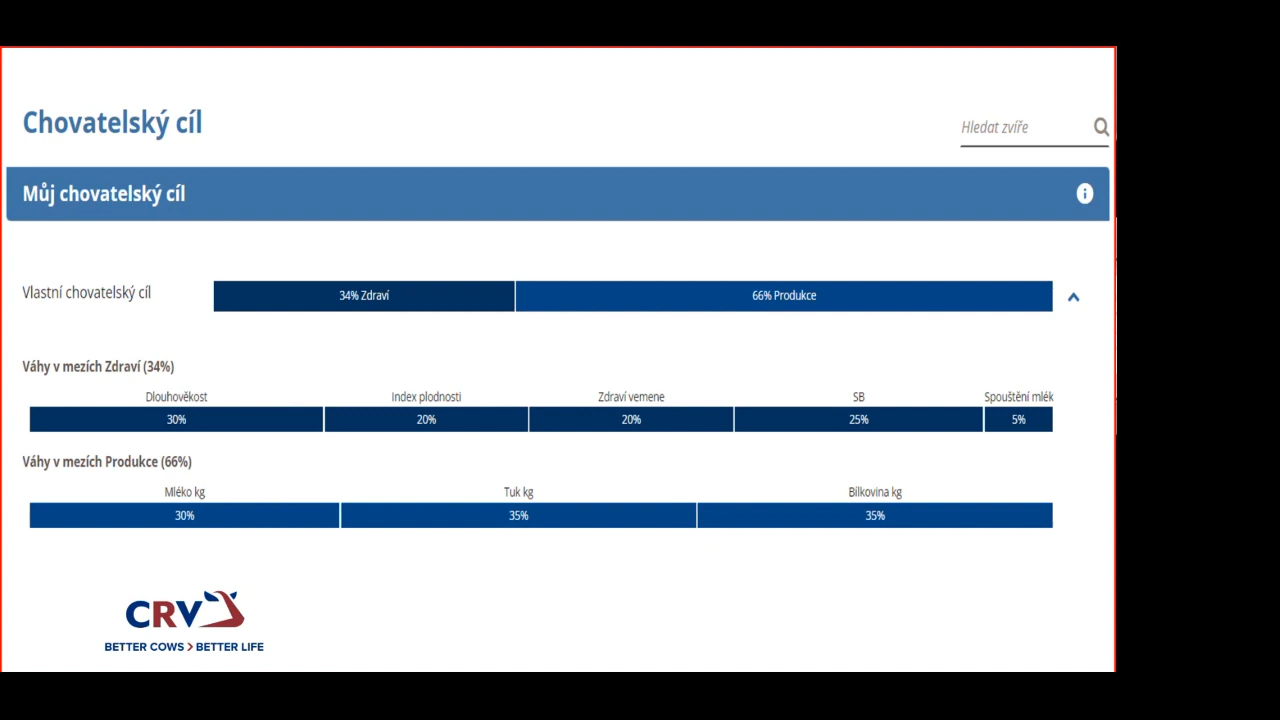 Chovatelský cíl
Hledat zvíře
Můj chovatelský cíl
Vlastní chovatelský cíl 34% Zdraví 66% Produkce
Váhy v mezích Zdraví (34%)
Dlouhověkost Index plodnosti Zdraví vemene SB Spouštění mlék
30% 20% 20% 25% 5%
Váhy v mezích Produkce (66%)
Mléko kg Tuk kg Bílkovina kg
30% 35% 35%
CRV
BETTER COWS > BETTER LIFE